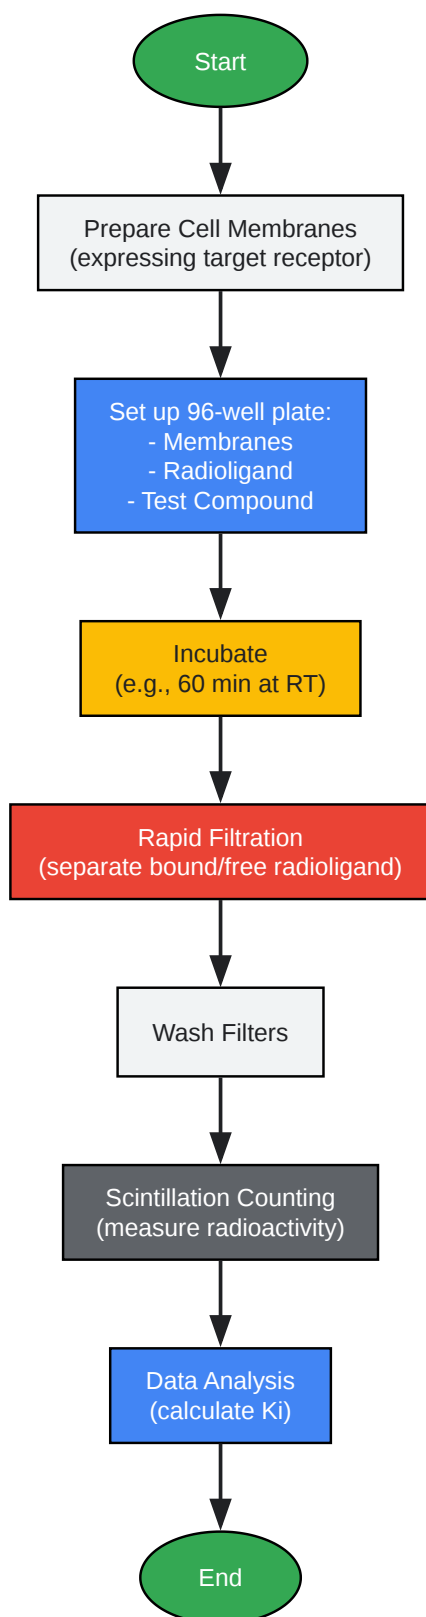 Start
Prepare Cell Membranes
(expressing target receptor)
Set up 96-well plate:
- Membranes
- Radioligand
- Test Compound
Incubate
(e.g., 60 min at RT)
Rapid Filtration
(separate bound/free radioligand)
Wash Filters
Scintillation Counting
(measure radioactivity)
Data Analysis
(calculate Ki)
End